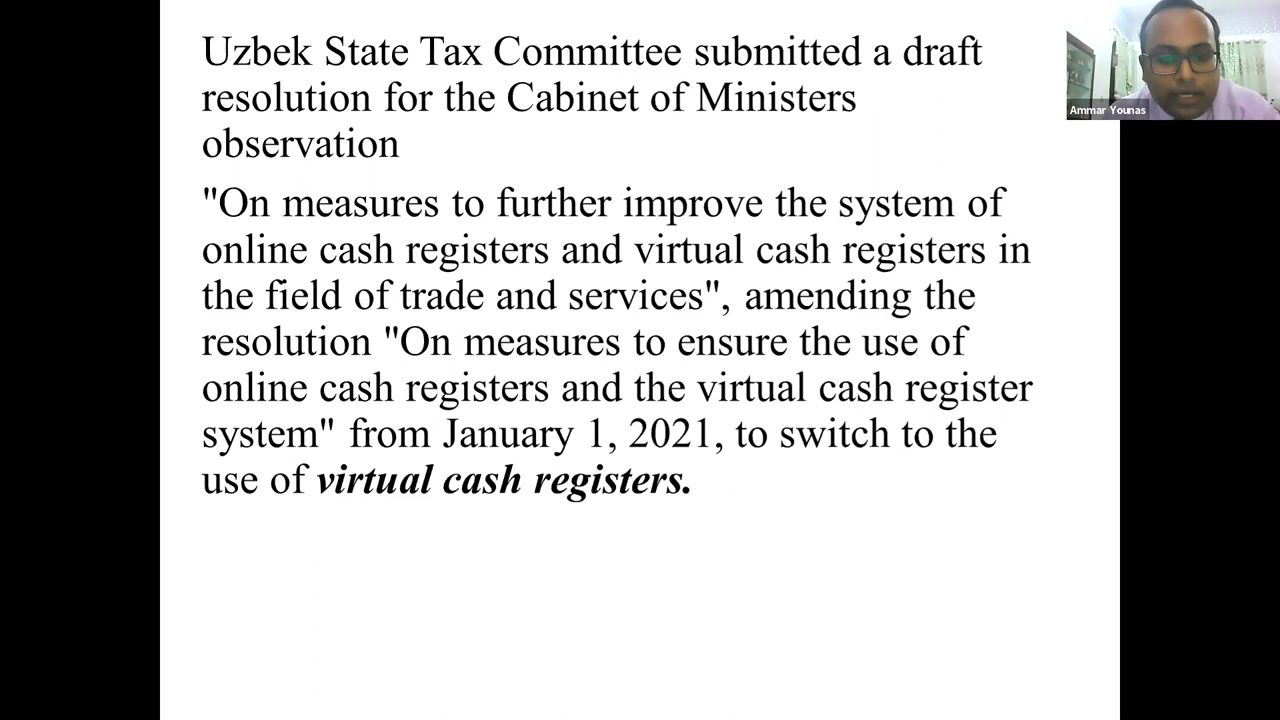 Uzbek State Tax Committee submitted a draft
resolution for the Cabinet of Ministers
observation
"On measures to further improve the system of
online cash registers and virtual cash registers in
the field of trade and services", amending the
resolution "On measures to ensure the use of
online cash registers and the virtual cash register
system" from January 1, 2021, to switch to the
use of virtual cash registers.
Ammar Younas